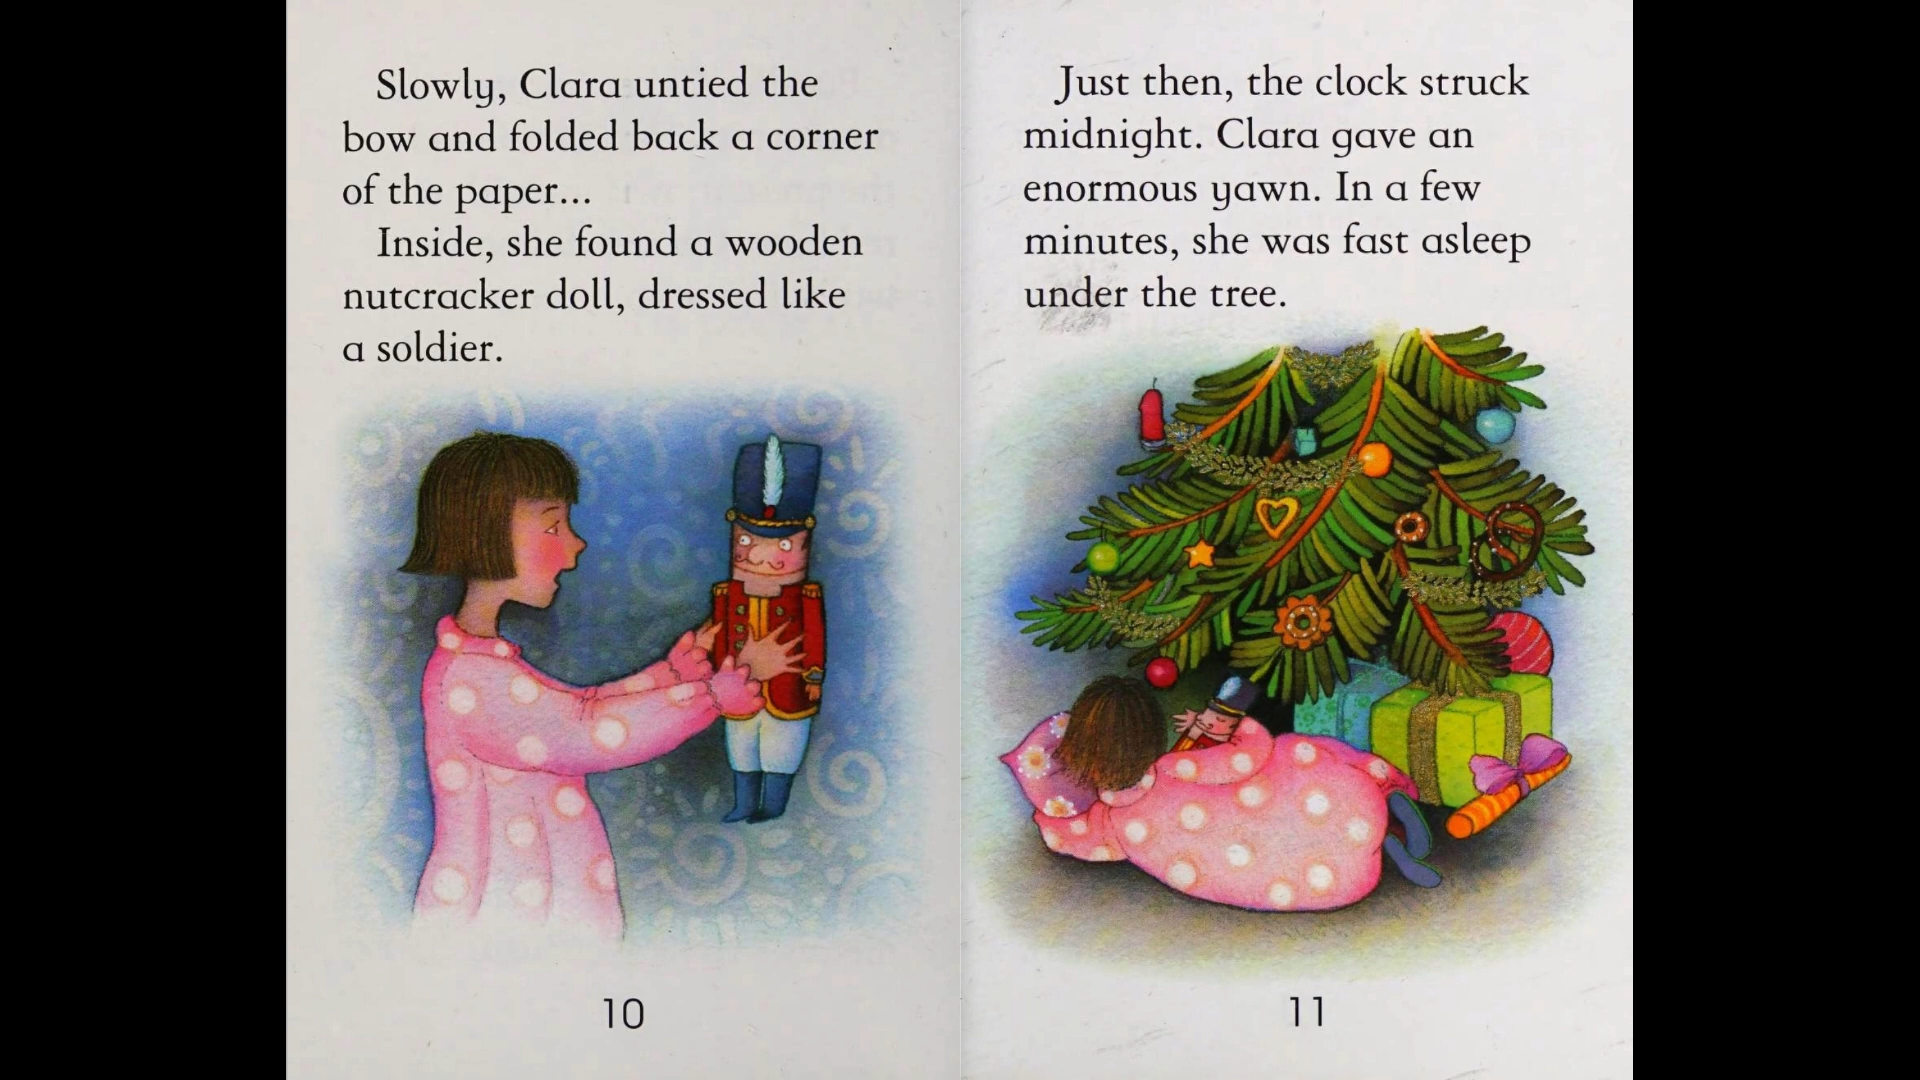 Slowly, Clara untied the
bow and folded back a corner
of the paper...
Inside, she found a wooden
nutcracker doll, dressed like
a soldier.
10
Just then, the clock struck
midnight. Clara gave an
enormous yawn. In a few
minutes, she was fast asleep
under the tree.
11